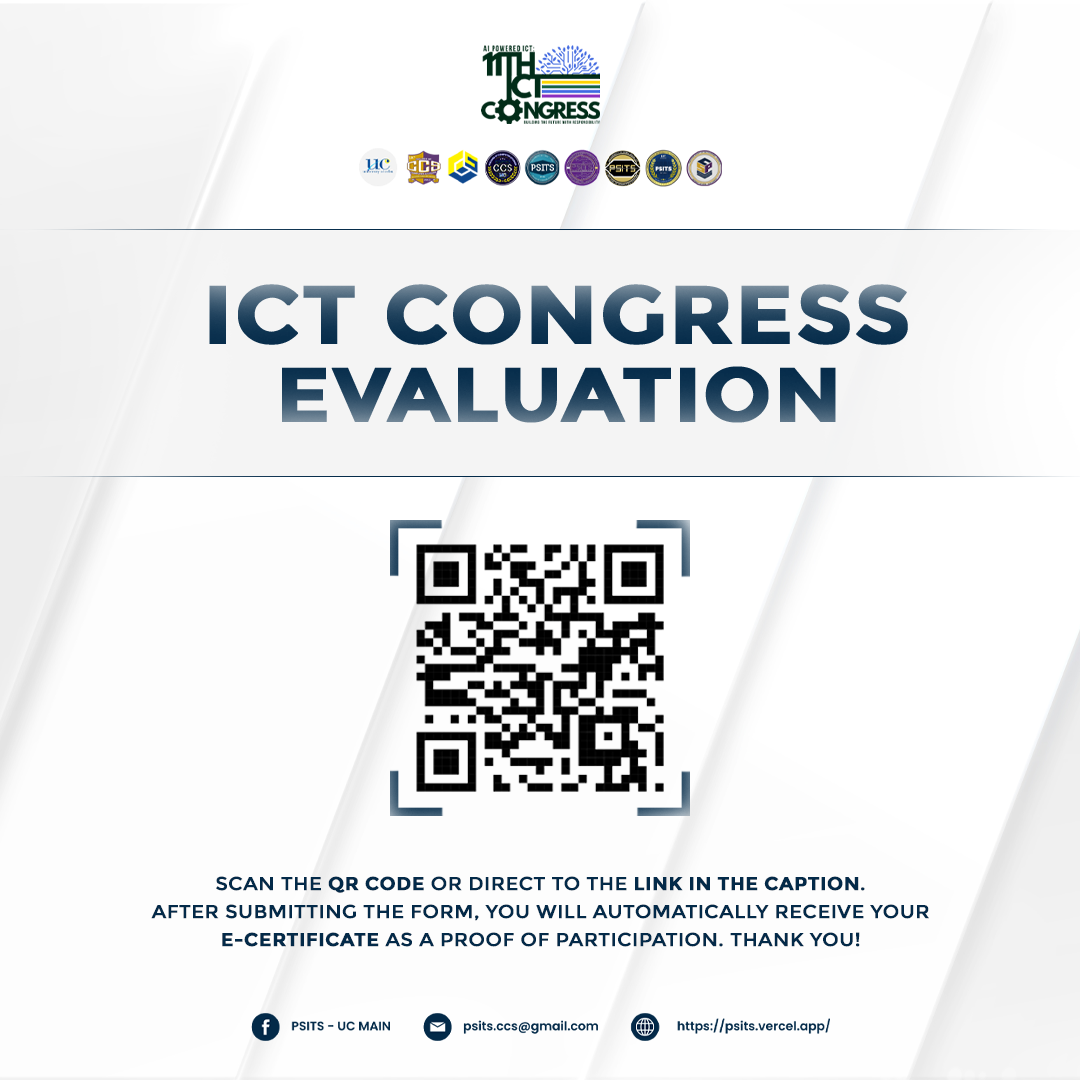 AI POWERED ICT:
11TH
ICT
CONGRESS
BUILDING THE FUTURE WITH RESPONSIBILITY
UC
CCS
CCS
PSITS
PSITS
PSITS
ICT CONGRESS
EVALUATION
SCAN THE QR CODE OR DIRECT TO THE LINK IN THE CAPTION.
AFTER SUBMITTING THE FORM, YOU WILL AUTOMATICALLY RECEIVE YOUR
E-CERTIFICATE AS A PROOF OF PARTICIPATION. THANK YOU!
PSITS - UC MAIN
psits.ccs@gmail.com
https://psits.vercel.app/